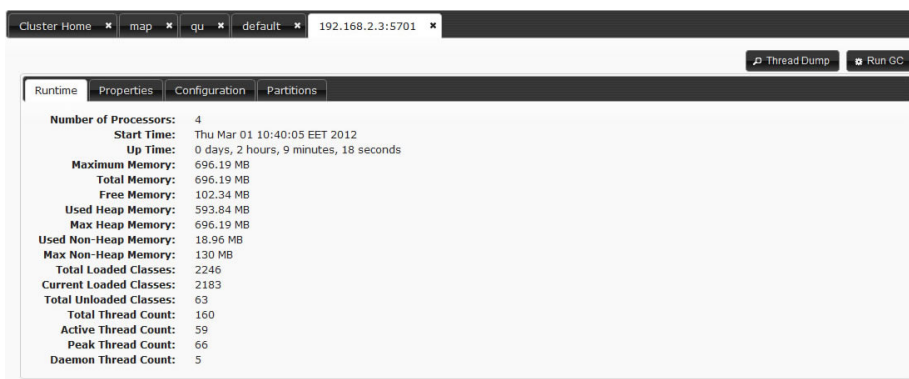 Cluster Home map qu default 192.168.2.3:5701
Thread Dump Run GC
Runtime Properties Configuration Partitions
Number of Processors: 4
Start Time: Thu Mar 01 10:40:05 EET 2012
Up Time: 0 days, 2 hours, 9 minutes, 18 seconds
Maximum Memory: 696.19 MB
Total Memory: 696.19 MB
Free Memory: 102.34 MB
Used Heap Memory: 593.84 MB
Max Heap Memory: 696.19 MB
Used Non-Heap Memory: 18.96 MB
Max Non-Heap Memory: 130 MB
Total Loaded Classes: 2246
Current Loaded Classes: 2183
Total Unloaded Classes: 63
Total Thread Count: 160
Active Thread Count: 59
Peak Thread Count: 66
Daemon Thread Count: 5